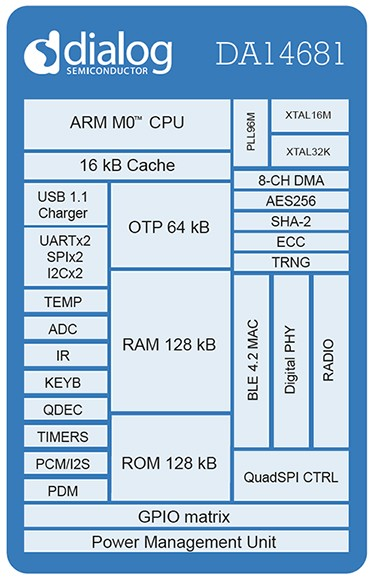 dialog
SEMICONDUCTOR
DA14681
ARM M0™ CPU
16 kB Cache
PLL96M
XTAL16M
XTAL32K
USB 1.1
Charger
UARTx2
SPIx2
I2Cx2
TEMP
ADC
IR
KEYB
QDEC
TIMERS
PCM/I2S
PDM
OTP 64 kB
RAM 128 kB
ROM 128 kB
8-CH DMA
AES256
SHA-2
ECC
TRNG
BLE 4.2 MAC
Digital PHY
RADIO
QuadSPI CTRL
GPIO matrix
Power Management Unit